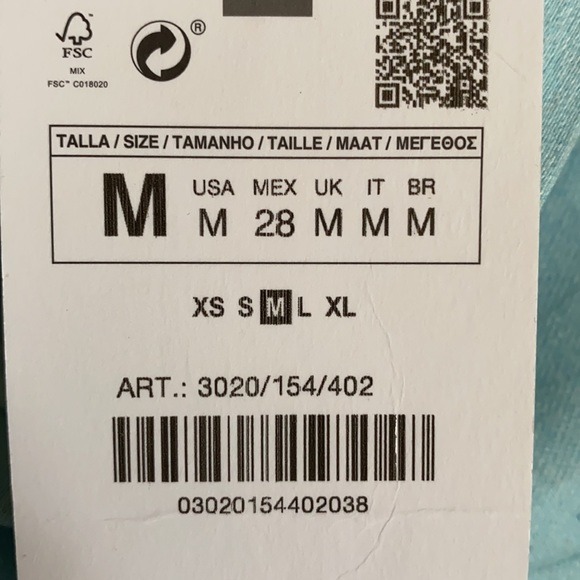 FSC
MIX
FSC™ C018020
®
TALLA / SIZE / TAMANHO / TAILLE / MAAT / ΜΕΓΕΘΟΣ
M USA MEX UK IT BR
M 28 M M M
XS S M L XL
ART.: 3020/154/402
03020154402038